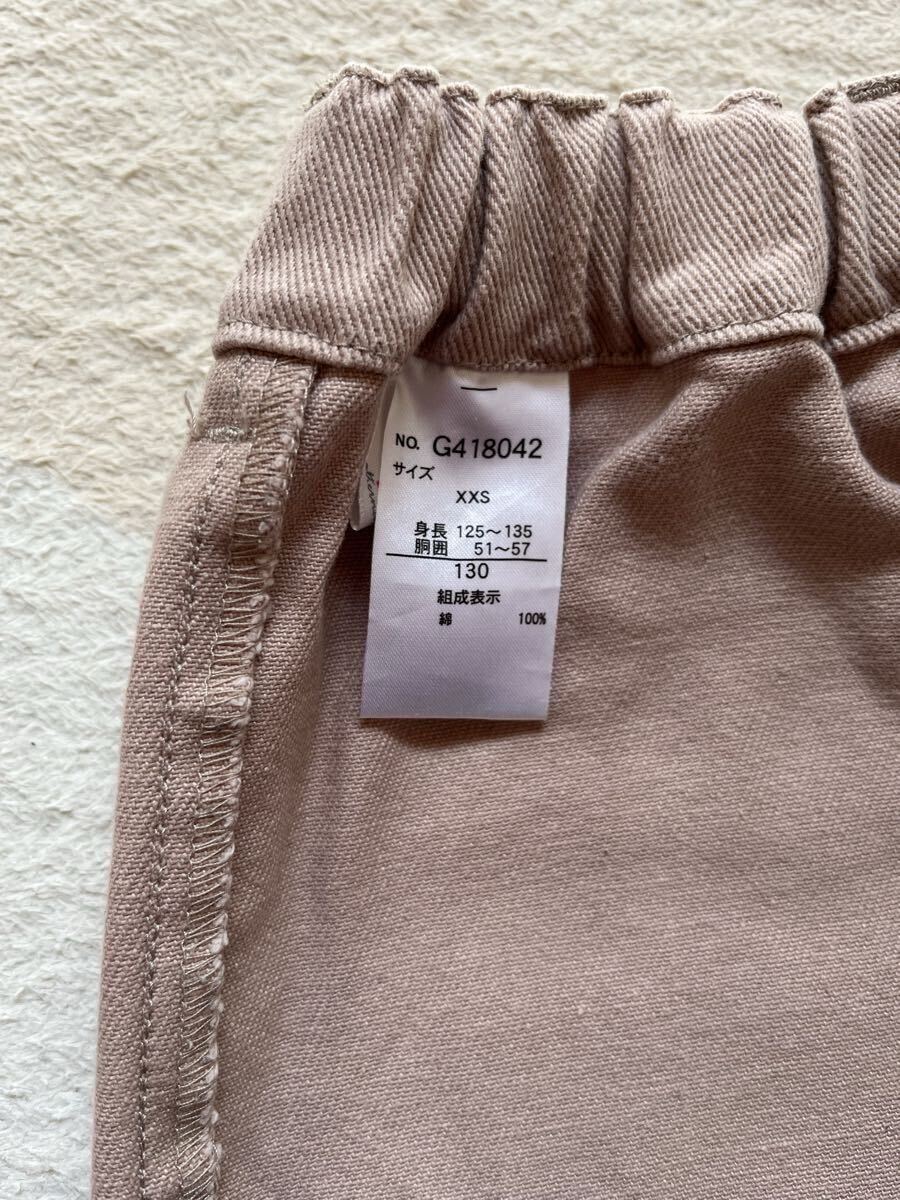 NO. G418042
サイズ
XXS
身長 125～135
胴囲 51～57
130
組成表示
綿 100%